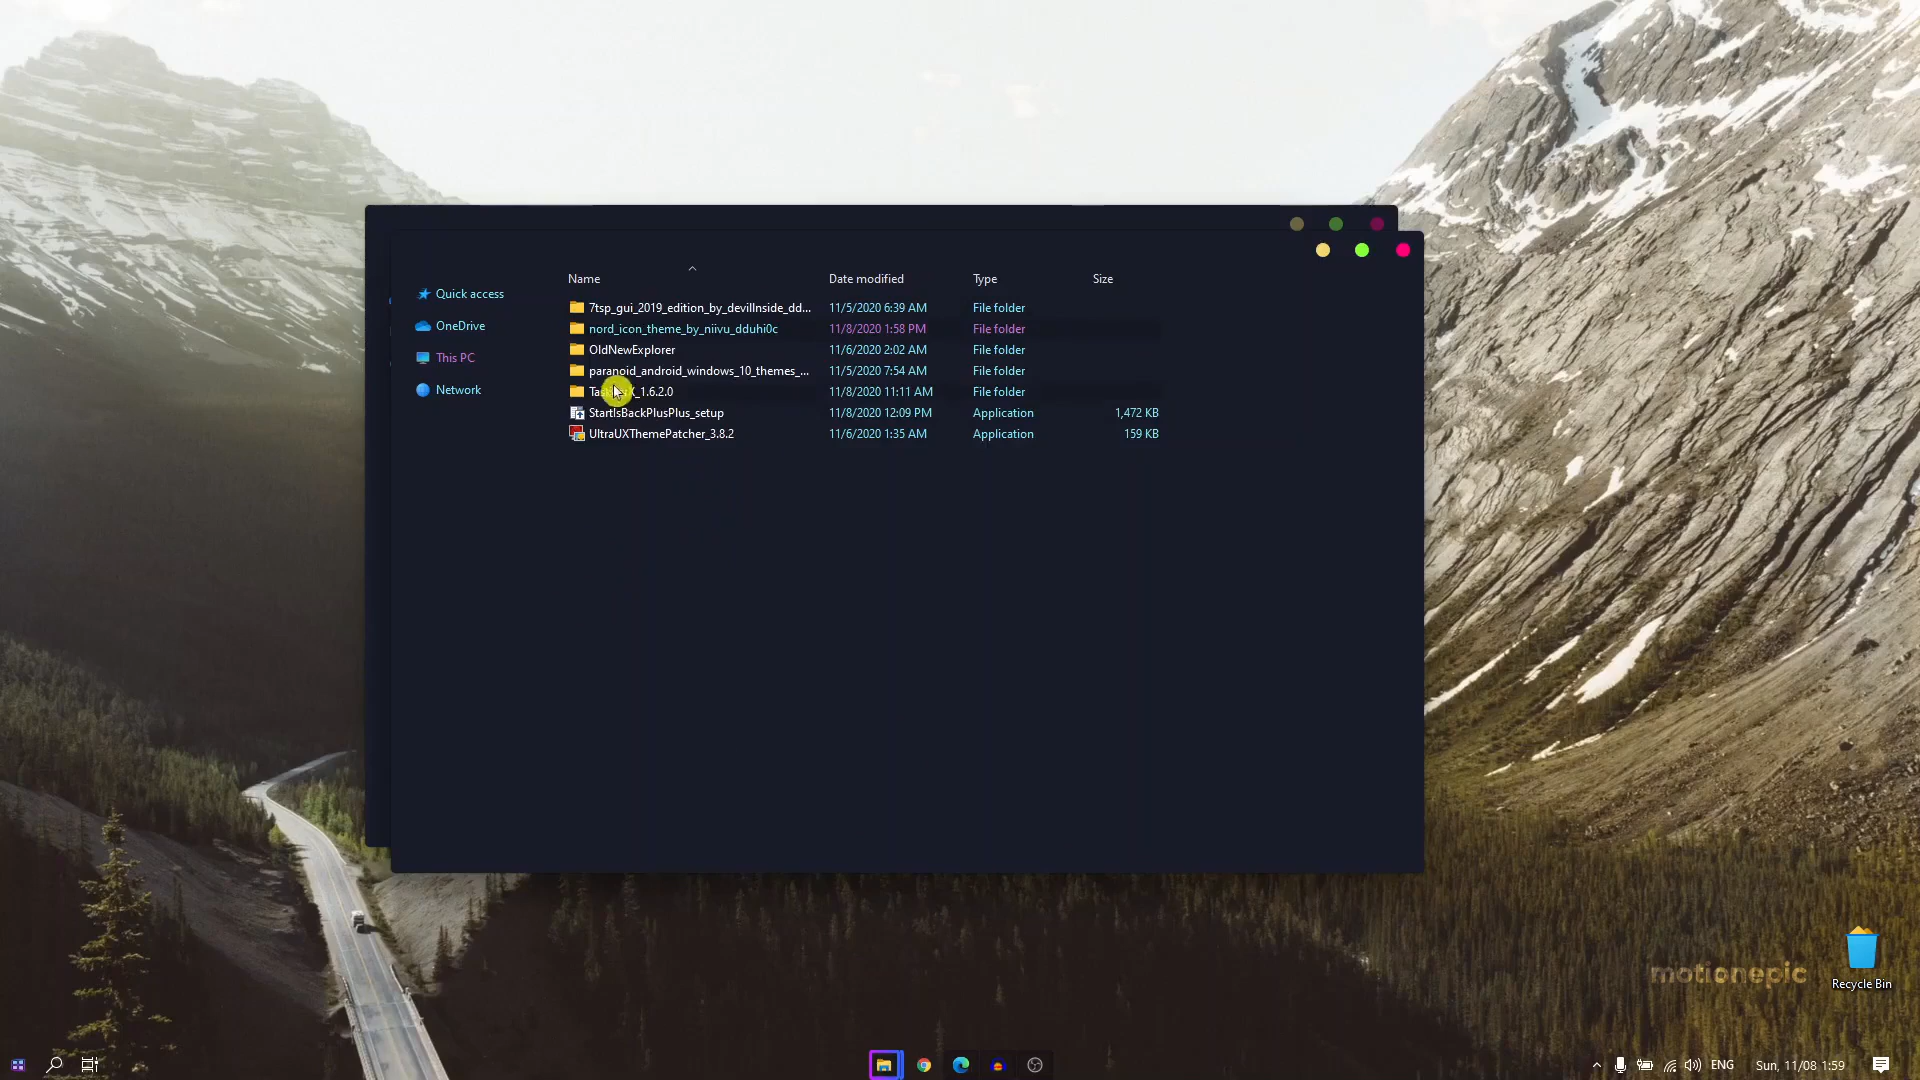 Name Date modified Type Size
Quick access
OneDrive
This PC
Network
7tsp_gui_2019_edition_by_devillnside_dd... 11/5/2020 6:39 AM File folder
nord_icon_theme_by_niivu_dduhi0c 11/8/2020 1:58 PM File folder
OldNewExplorer 11/6/2020 2:02 AM File folder
paranoid_android_windows_10_themes_... 11/5/2020 7:54 AM File folder
11/8/2020 11:11 AM File folder
StartIsBackPlusPlus_setup 11/8/2020 12:09 PM Application 1,472 KB
UltraUXThemePatcher_3.8.2 11/6/2020 1:35 AM Application 159 KB
motionepic
Recycle Bin
ENG Sun, 11/08 1:59